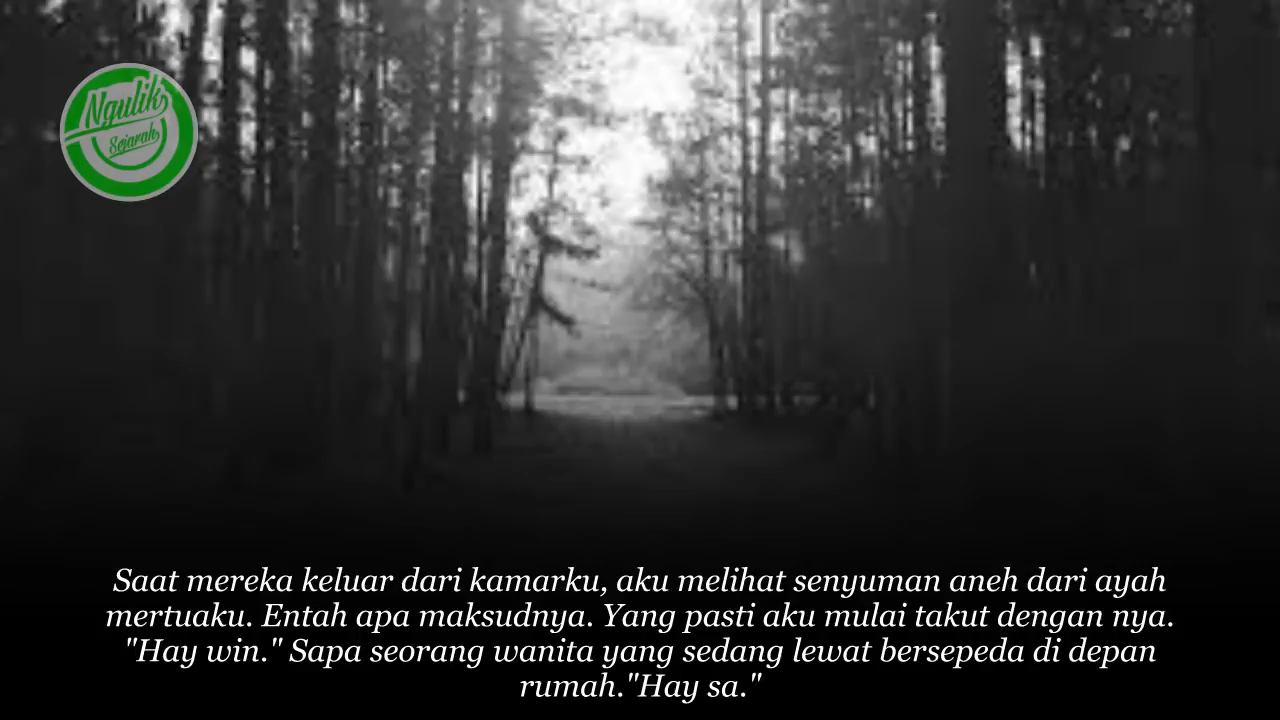 Ngulik
Sejarah
Saat mereka keluar dari kamarku, aku melihat senyuman aneh dari ayah
mertuaku. Entah apa maksudnya. Yang pasti aku mulai takut dengan nya.
"Hay win." Sapa seorang wanita yang sedang lewat bersepeda di depan
rumah."Hay sa."